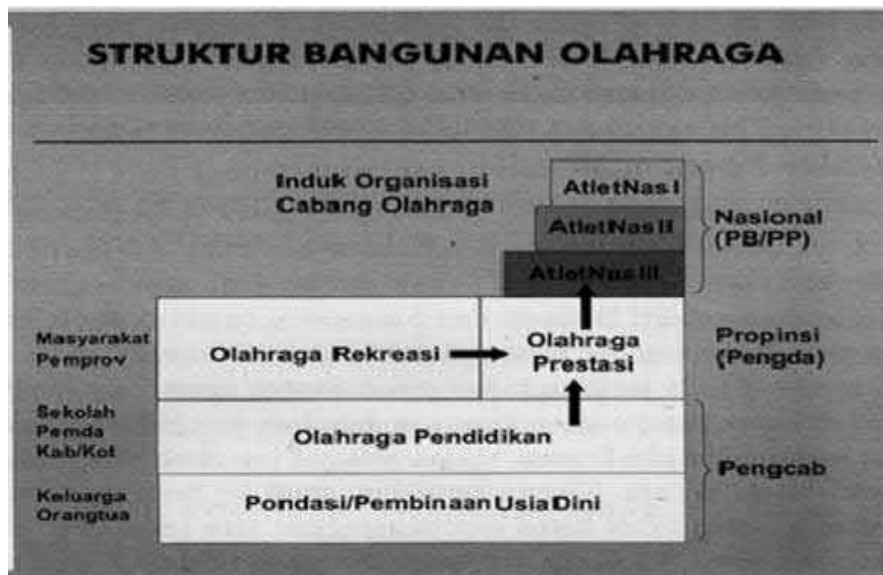 STRUKTUR BANGUNAN OLAHRAGA
Induk Organisasi
Cabang Olahraga
AtletNas I
AtletNas II
AtletNas III
Nasional
(PB/PP)
Masyarakat
Pemprov
Olahraga Rekreasi
Olahraga
Prestasi
Propinsi
(Pengda)
Sekolah
Pemda
Kab/Kot
Olahraga Pendidikan
Pengcab
Keluarga
Orangtua
Pondasi/Pembinaan Usia Dini